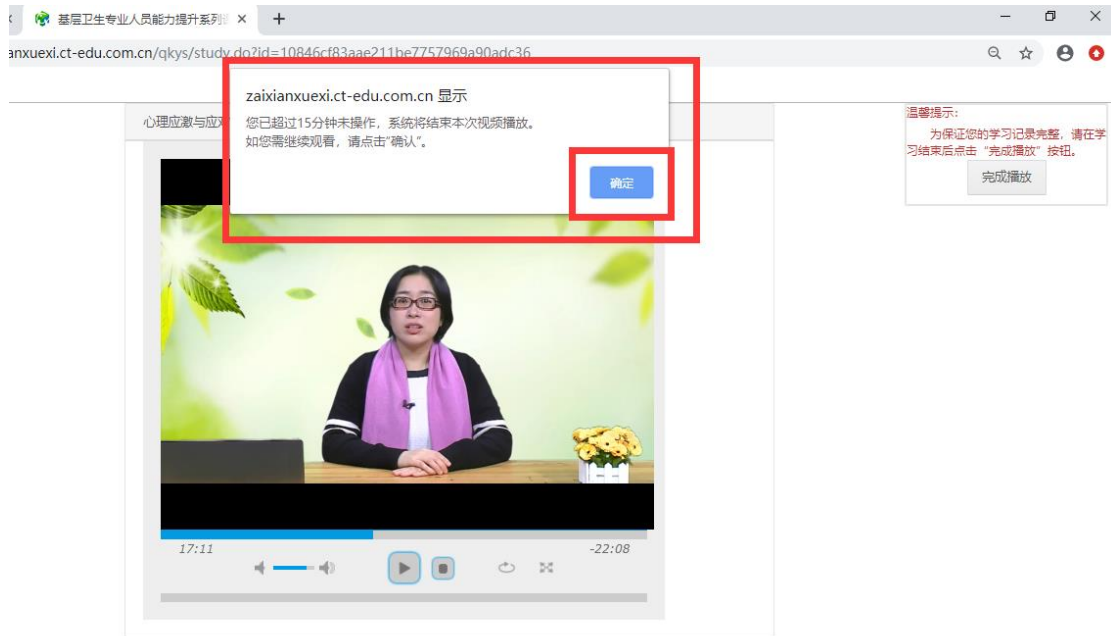 基层卫生专业人员能力提升系列
anxuexi.ct-edu.com.cn/qkys/study.do?id=10846cf83aae211be7757969a90adc36
zaixianxuexi.ct-edu.com.cn 显示
您已超过15分钟未操作，系统将结束本次视频播放。
如您需继续观看，请点击“确认”。
确定
心理应激与应
温馨提示：
为保证您的学习记录完整，请在学
习结束后点击“完成播放”按钮。
完成播放
17:11
-22:08